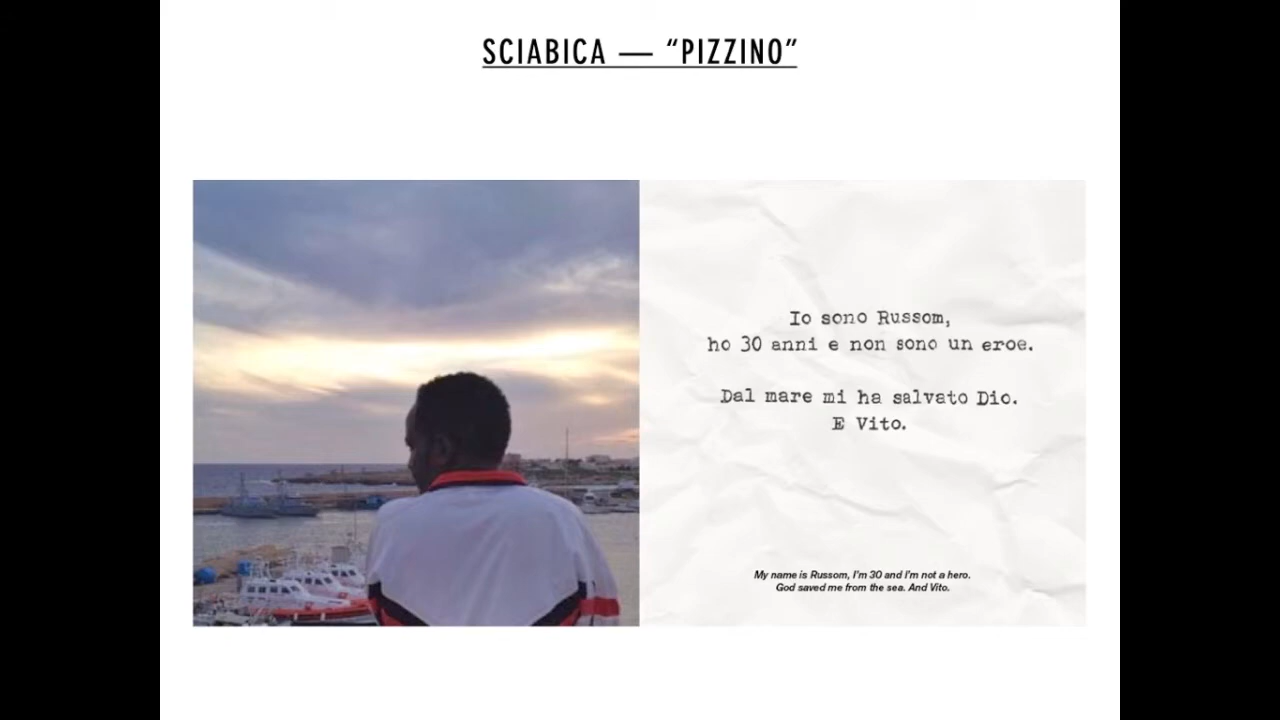 SCIABICA — “PIZZINO”
Io sono Russom,
ho 30 anni e non sono un eroe.
Dal mare mi ha salvato Dio.
E Vito.
My name is Russom, I'm 30 and I'm not a hero.
God saved me from the sea. And Vito.